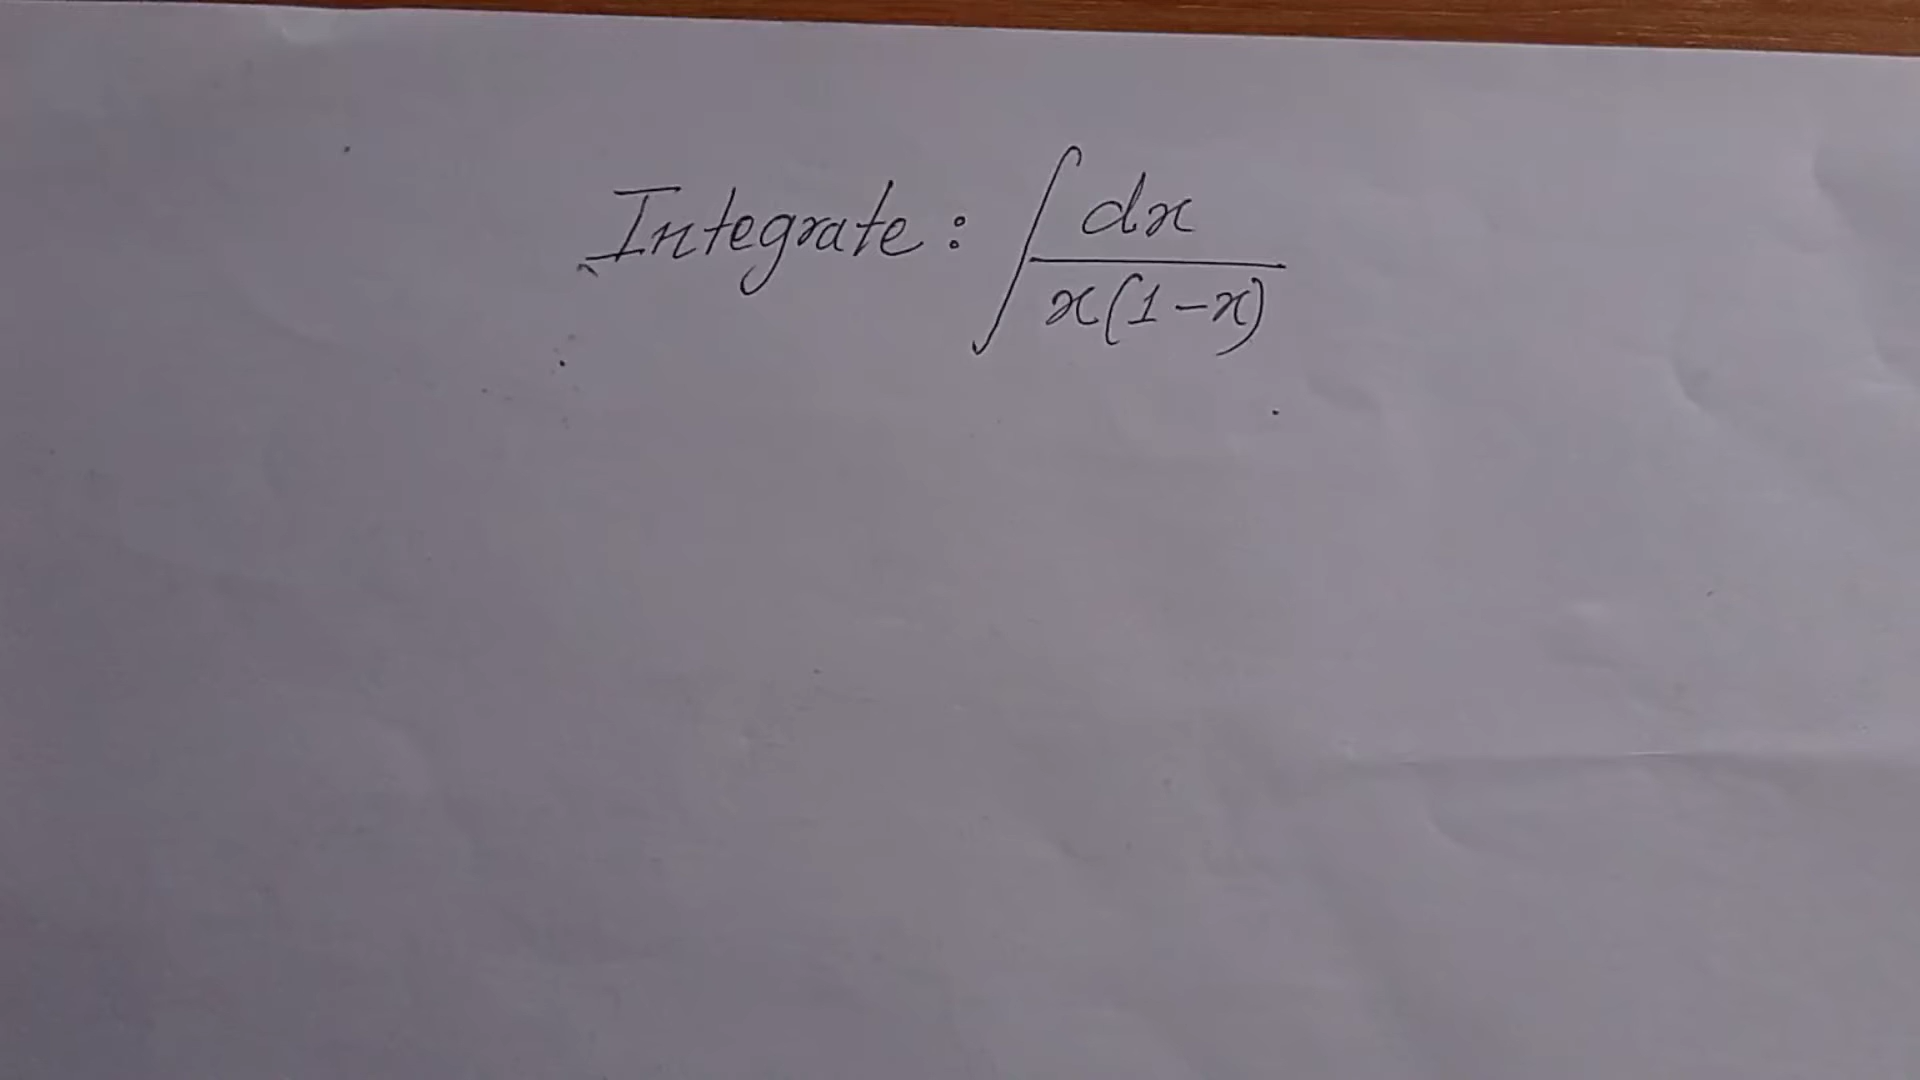 Integrate : ∫ dx / x(1-x)